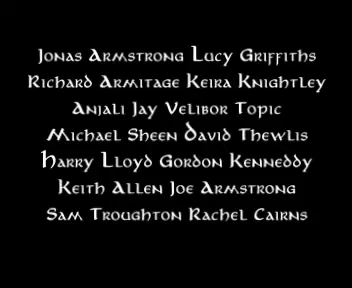 Jonas Armstrong Lucy Griffiths
Richard Armitage Keira Knightley
Anjali Jay Velibor Topic
Michael Sheen David Thewlis
Harry Lloyd Gordon Kenneddy
Keith Allen Joe Armstrong
Sam Troughton Rachel Cairns